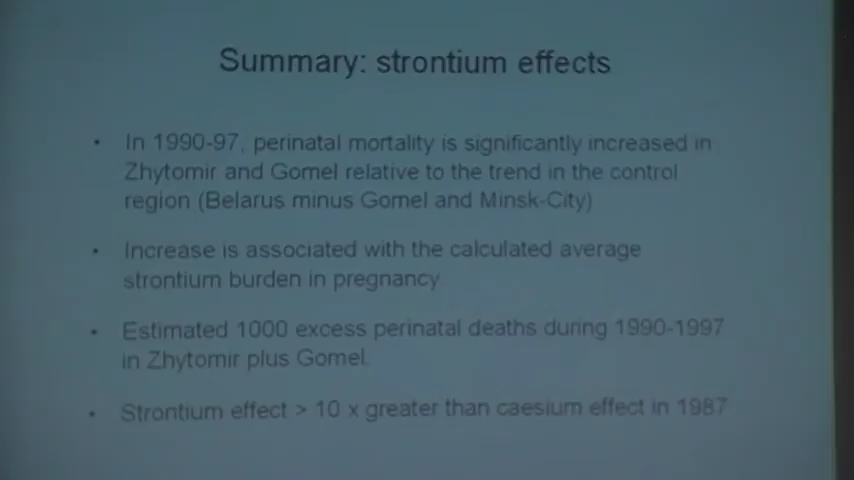 Summary: strontium effects
• In 1990-97, perinatal mortality is significantly increased in
Zhytomir and Gomel relative to the trend in the control
region (Belarus minus Gomel and Minsk-City)
• Increase is associated with the calculated average
strontium burden in pregnancy
• Estimated 1000 excess perinatal deaths during 1990-1997
in Zhytomir plus Gomel.
• Strontium effect > 10 x greater than caesium effect in 1987